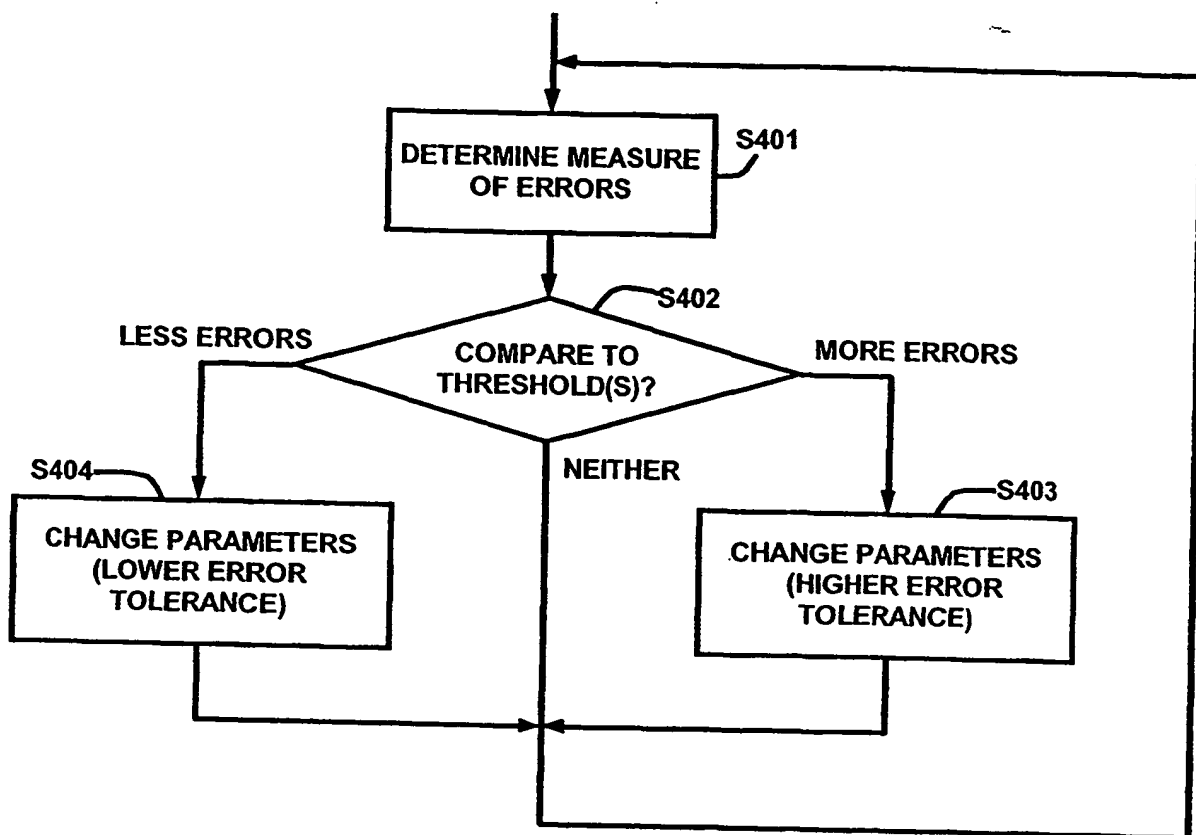 S401
DETERMINE MEASURE
OF ERRORS
S402
LESS ERRORS
COMPARE TO
THRESHOLD(S)?
MORE ERRORS
NEITHER
S404
CHANGE PARAMETERS
(LOWER ERROR
TOLERANCE)
S403
CHANGE PARAMETERS
(HIGHER ERROR
TOLERANCE)